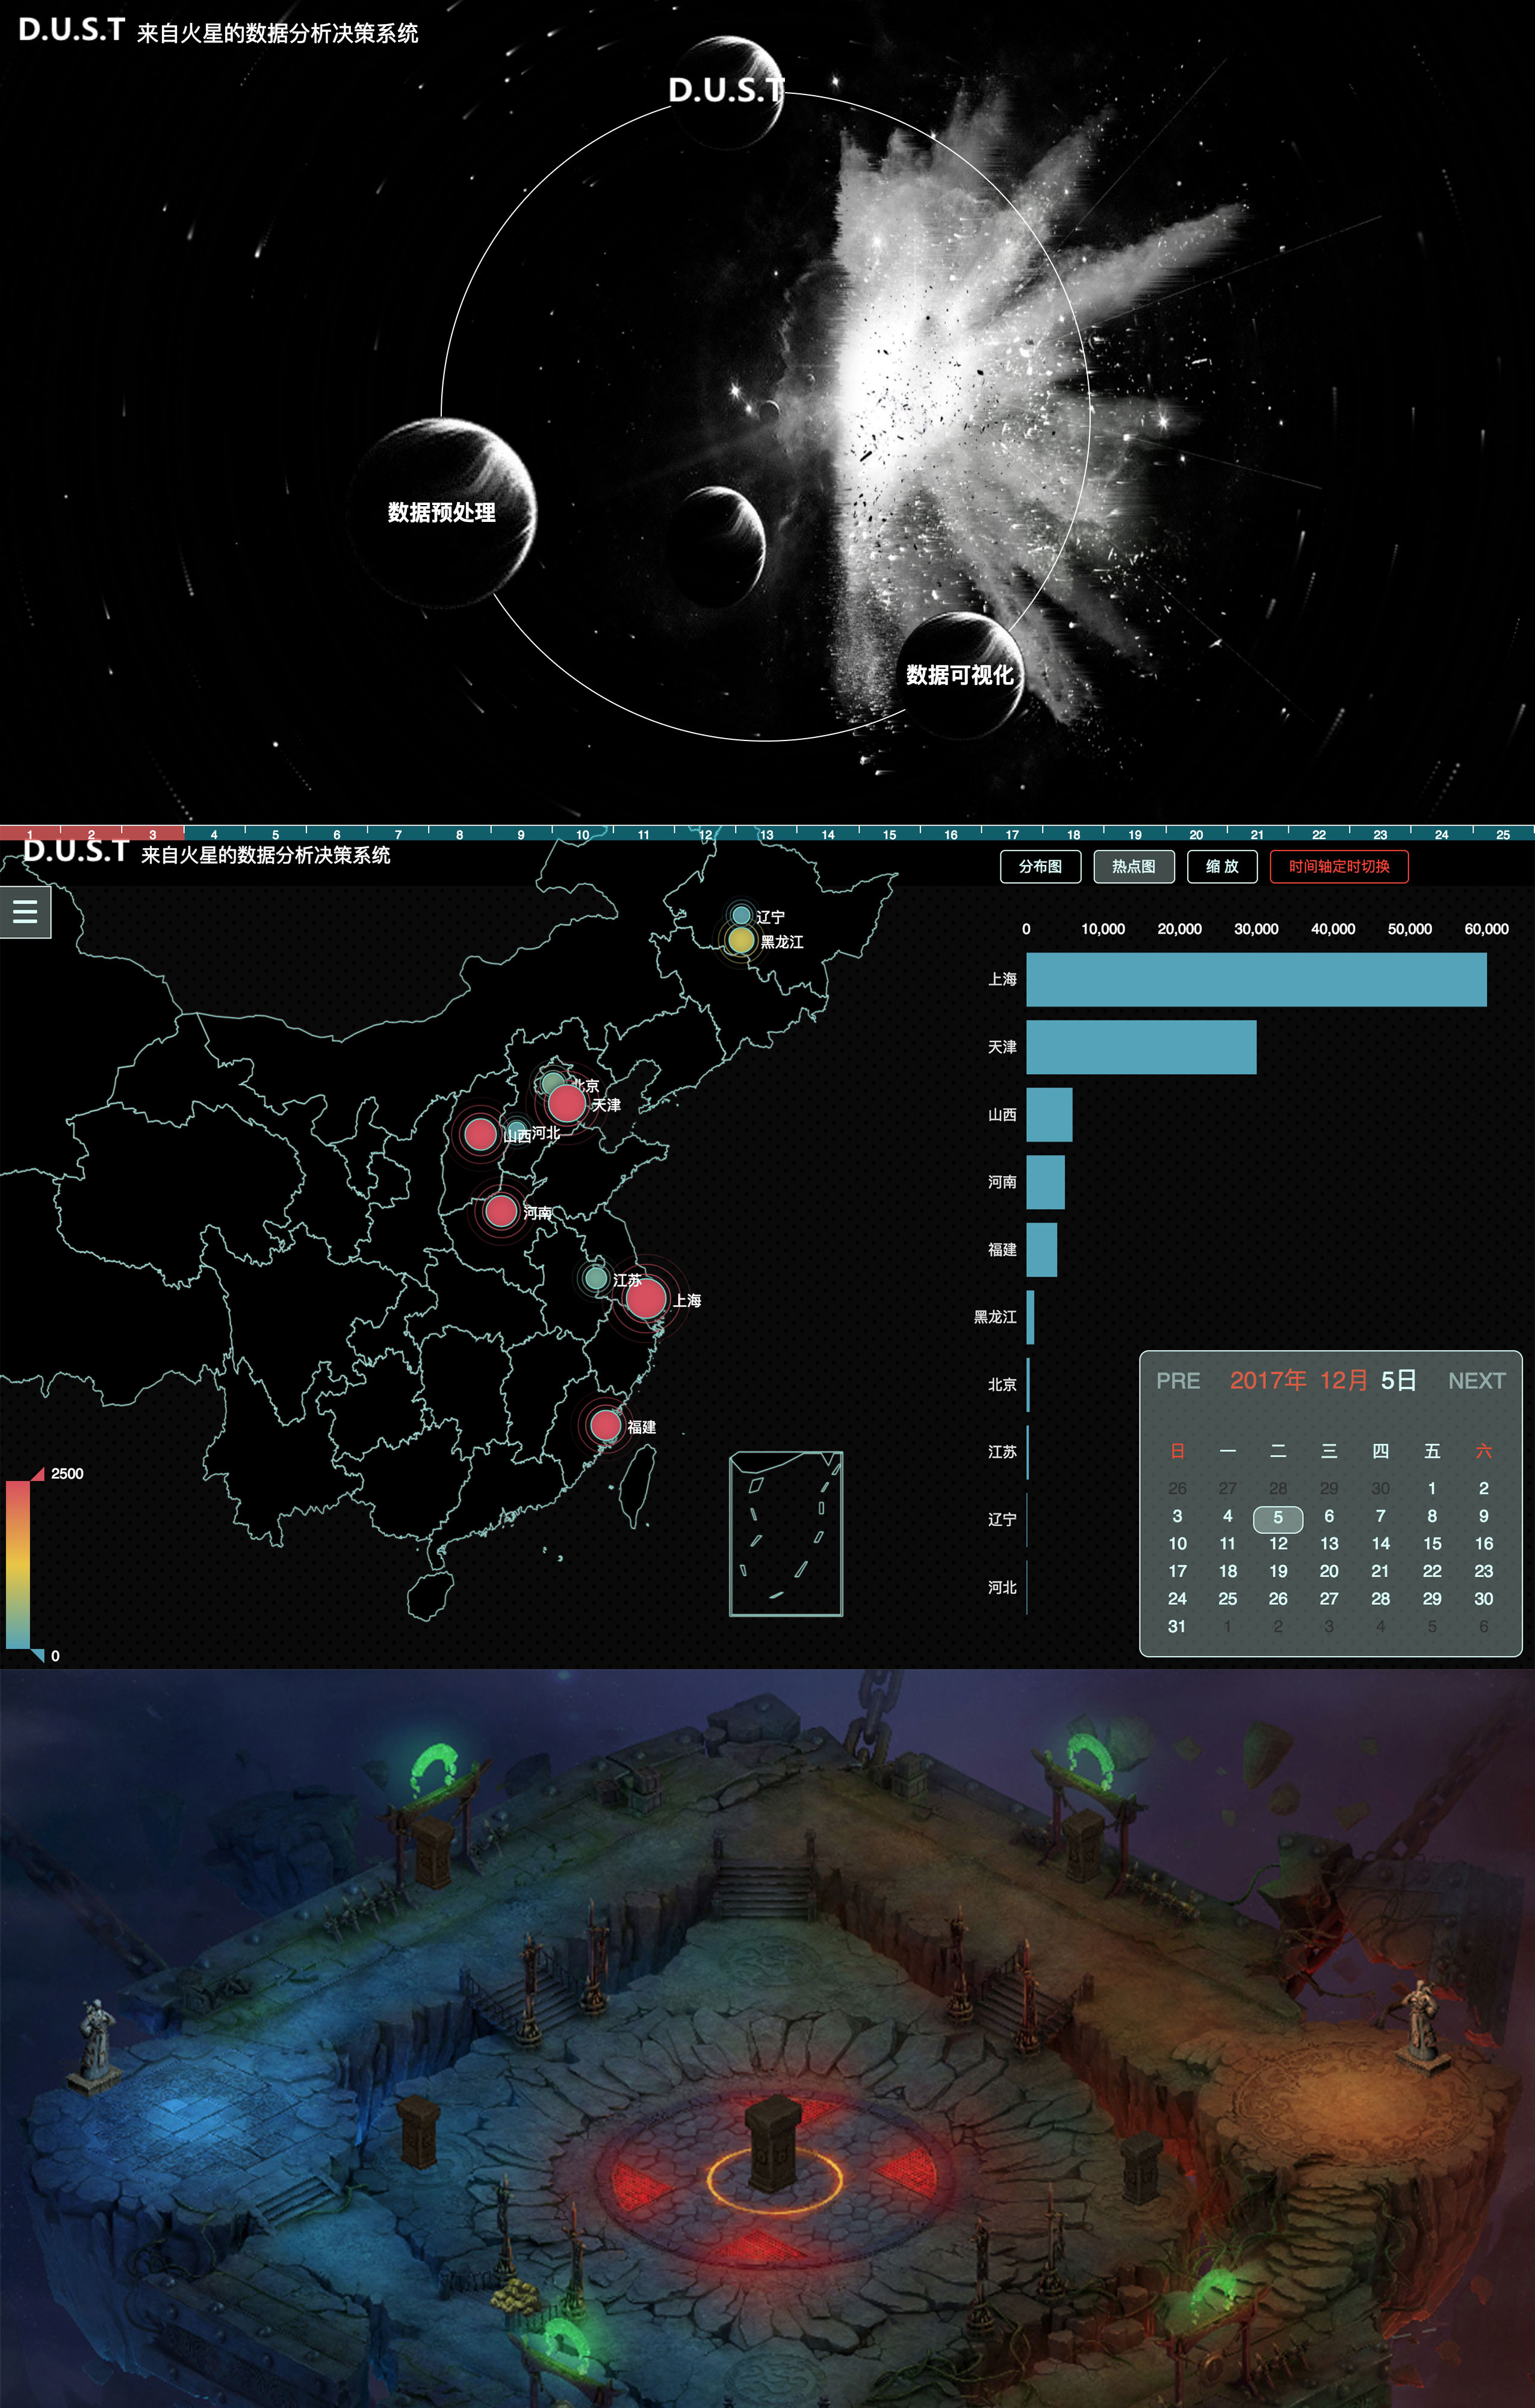 D.U.S.T 来自火星的数据分析决策系统
D.U.S.T
数据预处理
数据可视化
1 2 3 4 5 6 7 8 9 10 11 12 13 14 15 16 17 18 19 20 21 22 23 24 25
D.U.S.T 来自火星的数据分析决策系统
分布图 热点图 缩 放 时间轴定时切换
辽宁
黑龙江
北京
天津
山西 河北
河南
江苏
上海
福建
2500
0
0 10,000 20,000 30,000 40,000 50,000 60,000
上海
天津
山西
河南
福建
黑龙江
北京
江苏
辽宁
河北
PRE 2017年 12月 5日 NEXT
日 一 二 三 四 五 六
26 27 28 29 30 1 2
3 4 5 6 7 8 9
10 11 12 13 14 15 16
17 18 19 20 21 22 23
24 25 26 27 28 29 30
31 1 2 3 4 5 6